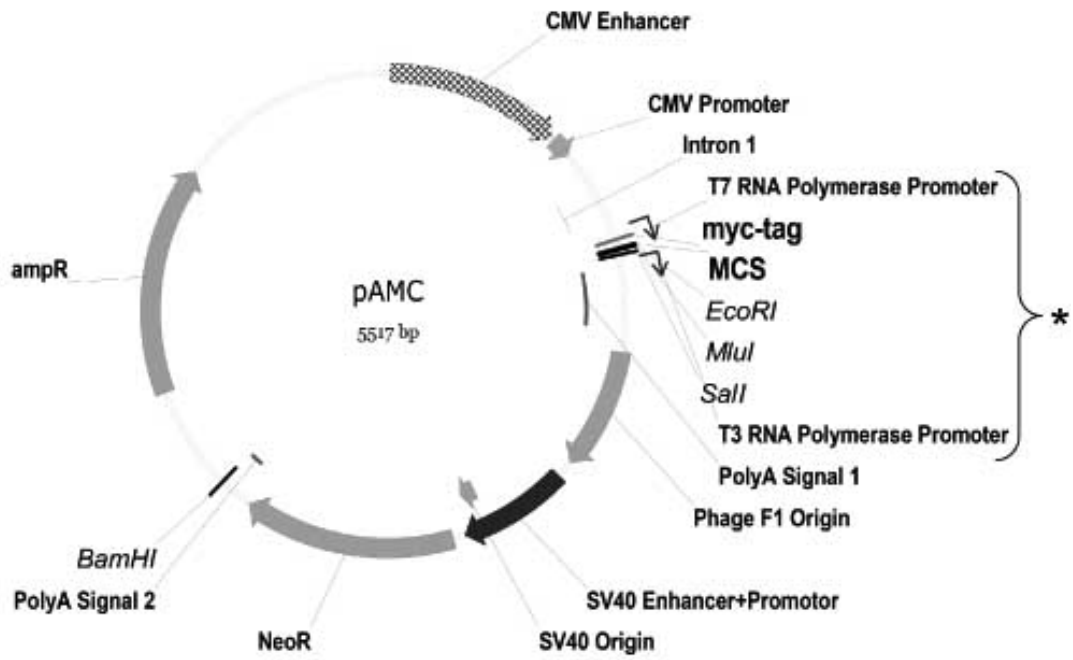 CMV Enhancer
CMV Promoter
Intron 1
T7 RNA Polymerase Promoter
myc-tag
MCS
EcoRI
MluI
SalI
*
T3 RNA Polymerase Promoter
PolyA Signal 1
Phage F1 Origin
SV40 Enhancer+Promotor
SV40 Origin
NeoR
PolyA Signal 2
BamHI
ampR
pAMC
5517 bp